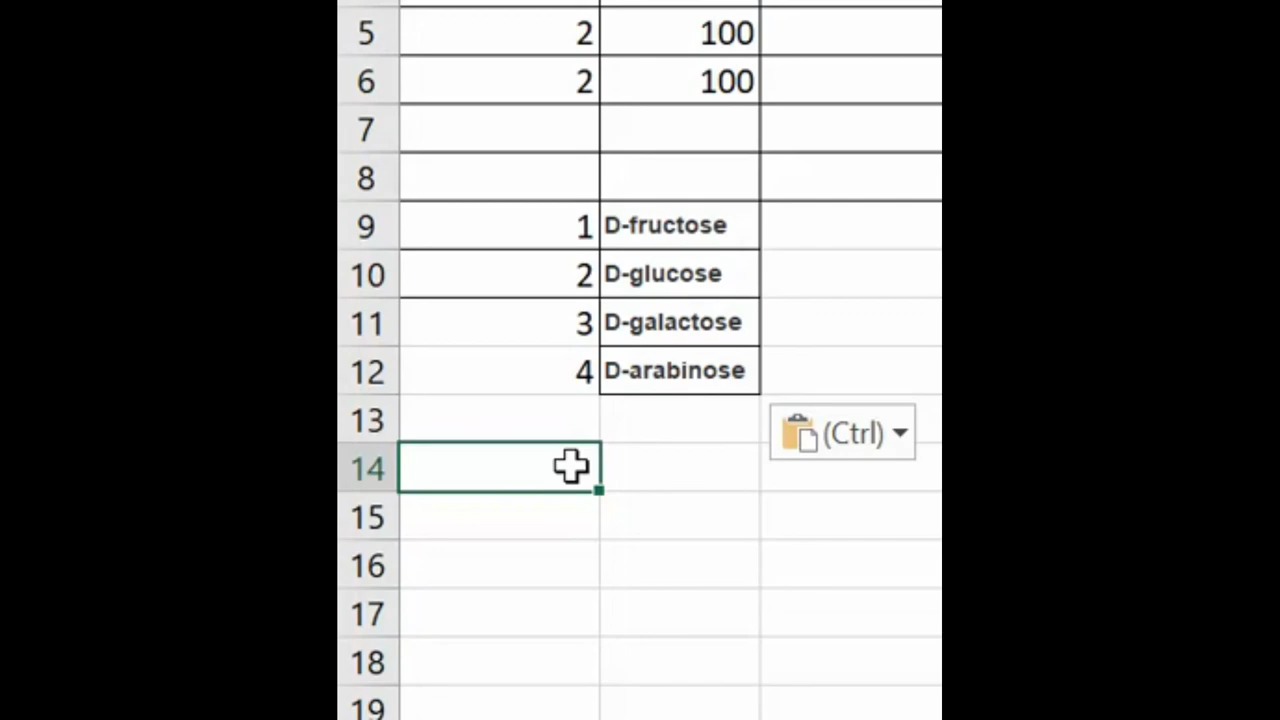 5 2 100
6 2 100
7
8
9 1 D-fructose
10 2 D-glucose
11 3 D-galactose
12 4 D-arabinose
13 (Ctrl)
14
15
16
17
18
19